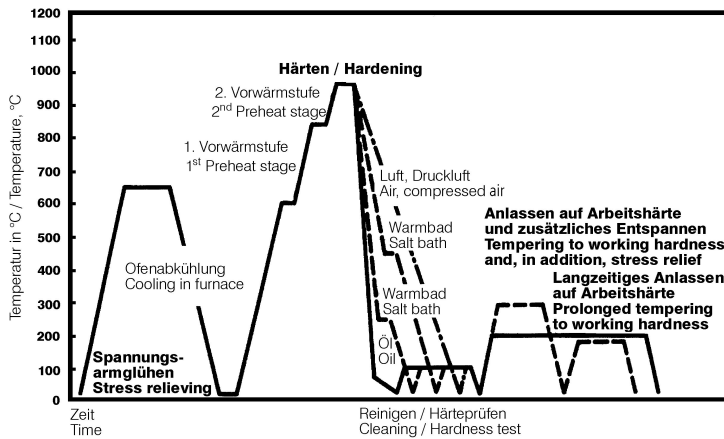 Temperatur in °C / Temperature, °C
1200
1100
1000
900
800
700
600
500
400
300
200
100
0
Härten / Hardening
2. Vorwärmstufe
2nd Preheat stage
1. Vorwärmstufe
1st Preheat stage
Luft, Druckluft
Air, compressed air
Warmbad
Salt bath
Warmbad
Salt bath
Öl
Oil
Ofenabkühlung
Cooling in furnace
Spannungs-
armglühen
Stress relieving
Anlassen auf Arbeitshärte
und zusätzliches Entspannen
Tempering to working hardness
and, in addition, stress relief
Langzeitiges Anlassen
auf Arbeitshärte
Prolonged tempering
to working hardness
Zeit
Time
Reinigen / Härteprüfen
Cleaning / Hardness test